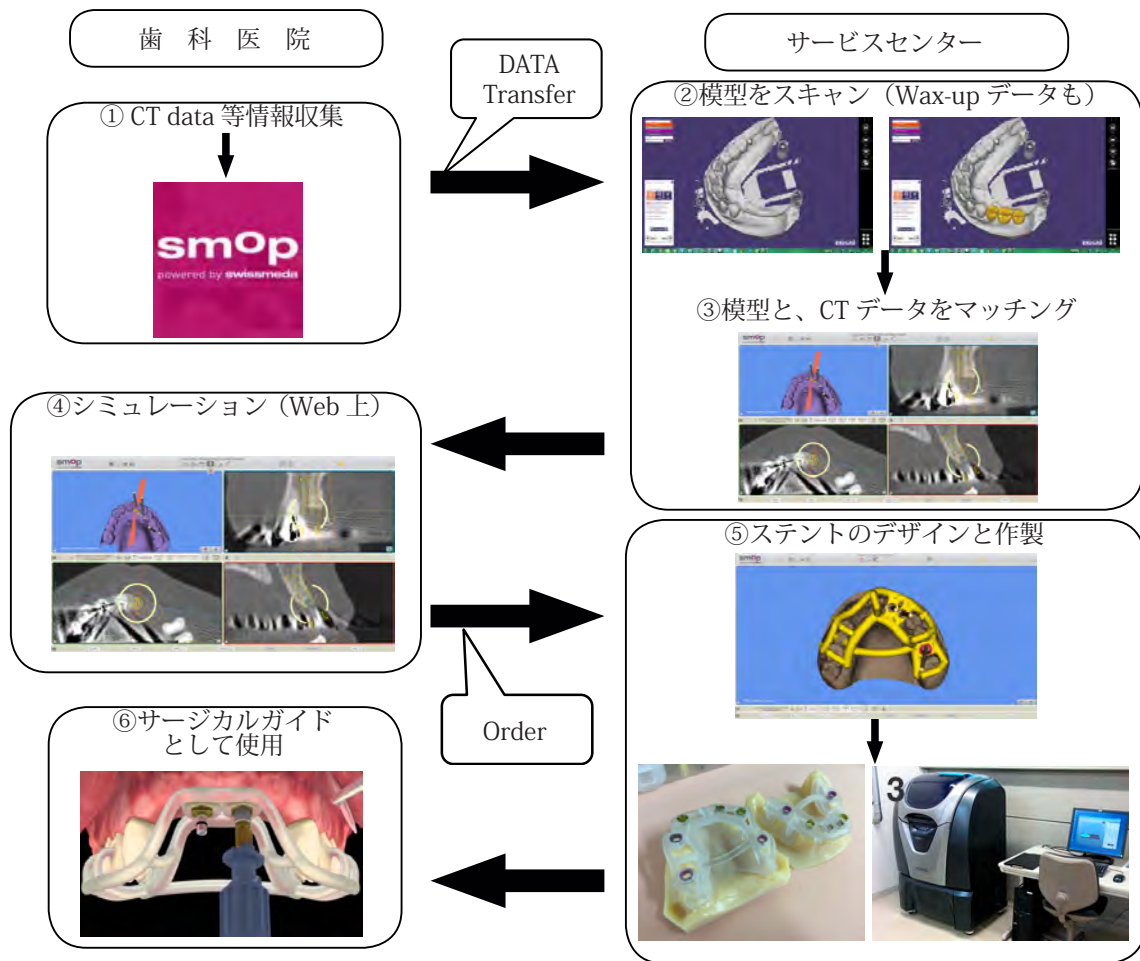 歯 科 医 院
DATA
Transfer
サービスセンター
① CT data 等情報収集
smop
powered by swissmeda
②模型をスキャン（Wax-up データも）
③模型と、CT データをマッチング
smop
④シミュレーション（Web 上）
smop
Order
⑤ステントのデザインと作製
smop
3
⑥サージカルガイド
として使用